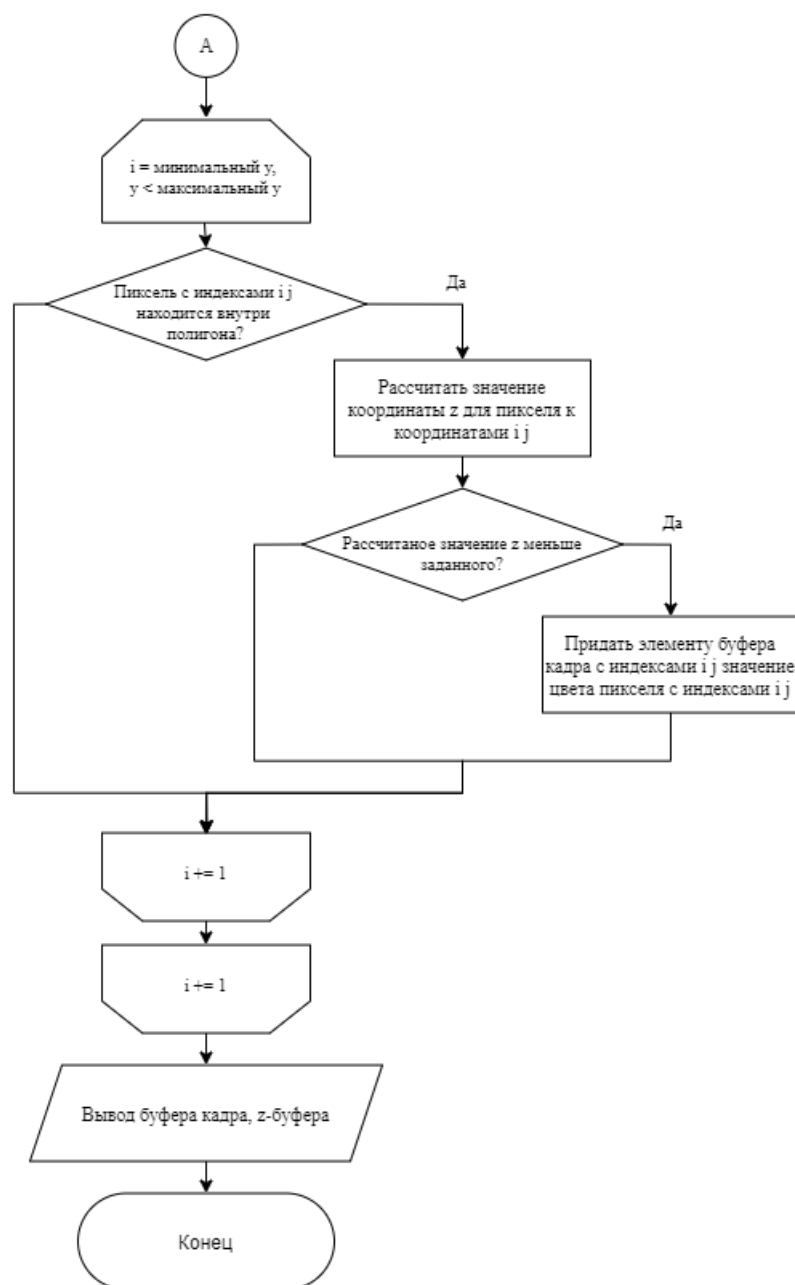 А
i = минимальный y,
y < максимальный y
Пиксель с индексами i j
находится внутри
полигона?
Да
Рассчитать значение
координаты z для пикселя к
координатами i j
Рассчитаное значение z меньше
заданного?
Да
Придать элементу буфера
кадра с индексами i j значение
цвета пикселя с индексами i j
i += 1
i += 1
Вывод буфера кадра, z-буфера
Конец